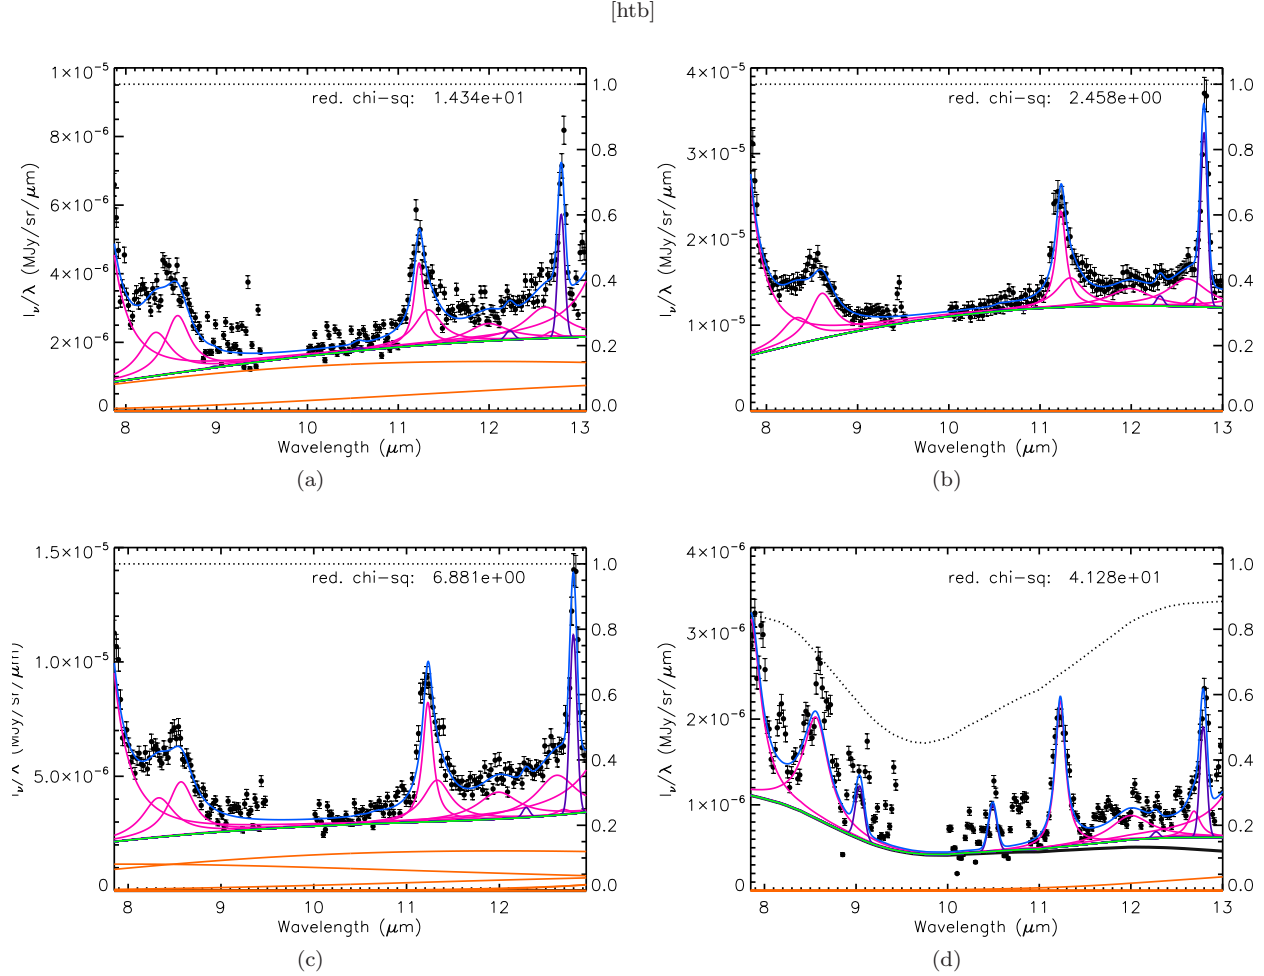 [htb]
red. chi-sq: 1.434e+01
1×10⁻⁵
8×10⁻⁶
6×10⁻⁶
4×10⁻⁶
2×10⁻⁶
0
I_ν/λ (MJy/sr/μm)
1.0
0.8
0.6
0.4
0.2
0.0
8 9 10 11 12 13
Wavelength (μm)
(a)
red. chi-sq: 2.458e+00
4×10⁻⁵
3×10⁻⁵
2×10⁻⁵
1×10⁻⁵
0
I_ν/λ (MJy/sr/μm)
1.0
0.8
0.6
0.4
0.2
0.0
8 9 10 11 12 13
Wavelength (μm)
(b)
red. chi-sq: 6.881e+00
1.5×10⁻⁵
1.0×10⁻⁵
5.0×10⁻⁶
0
I_ν/λ (MJy/sr/μm)
1.0
0.8
0.6
0.4
0.2
0.0
8 9 10 11 12
Wavelength (μm)
(c)
red. chi-sq: 4.128e+01
4×10⁻⁶
3×10⁻⁶
2×10⁻⁶
1×10⁻⁶
0
I_ν/λ (MJy/sr/μm)
1.0
0.8
0.6
0.4
0.2
0.0
8 9 10 11 12 13
Wavelength (μm)
(d)